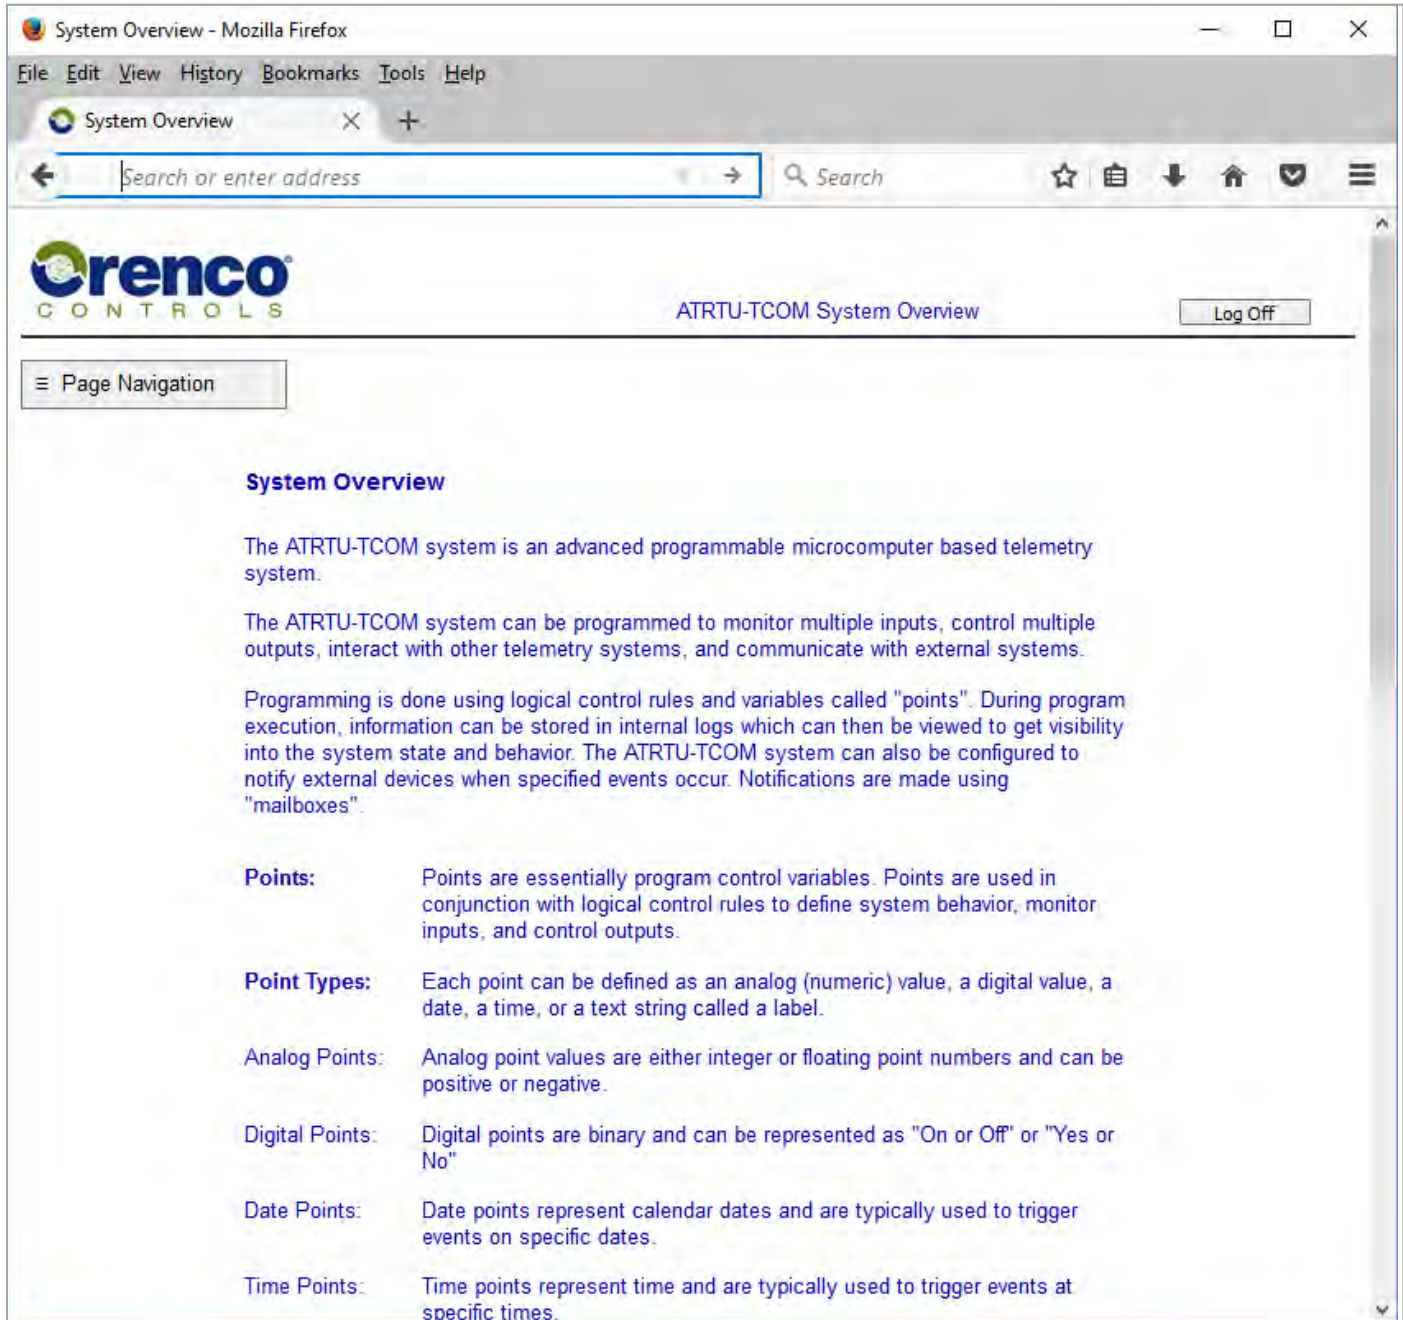 System Overview - Mozilla Firefox
File Edit View History Bookmarks Tools Help
System Overview
Search or enter address
Search
Orenco®
CONTROLS
ATRTU-TCOM System Overview
Log Off
≡ Page Navigation
System Overview
The ATRTU-TCOM system is an advanced programmable microcomputer based telemetry
system.
The ATRTU-TCOM system can be programmed to monitor multiple inputs, control multiple
outputs, interact with other telemetry systems, and communicate with external systems.
Programming is done using logical control rules and variables called "points". During program
execution, information can be stored in internal logs which can then be viewed to get visibility
into the system state and behavior. The ATRTU-TCOM system can also be configured to
notify external devices when specified events occur. Notifications are made using
"mailboxes".
Points: Points are essentially program control variables. Points are used in
conjunction with logical control rules to define system behavior, monitor
inputs, and control outputs.
Point Types: Each point can be defined as an analog (numeric) value, a digital value, a
date, a time, or a text string called a label.
Analog Points: Analog point values are either integer or floating point numbers and can be
positive or negative.
Digital Points: Digital points are binary and can be represented as "On or Off" or "Yes or
No"
Date Points: Date points represent calendar dates and are typically used to trigger
events on specific dates.
Time Points: Time points represent time and are typically used to trigger events at
specific times.